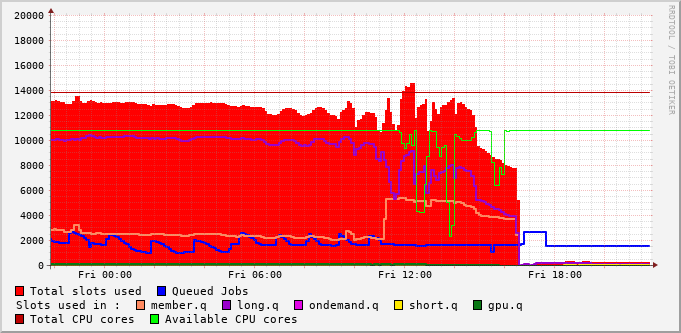 RRDTOOL / TOBI OETIKER
20000
18000
16000
14000
12000
10000
8000
6000
4000
2000
0
Fri 00:00 Fri 06:00 Fri 12:00 Fri 18:00
Total slots used Queued Jobs
Slots used in : member.q long.q ondemand.q short.q gpu.q
Total CPU cores Available CPU cores